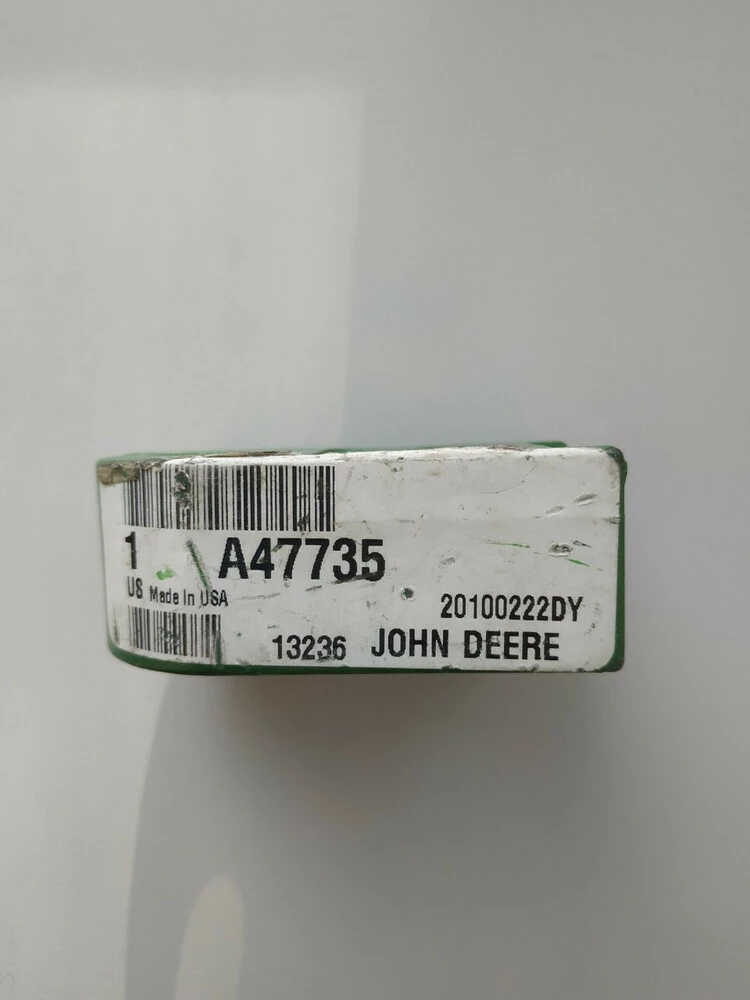 1 A47735
US Made In USA
20100222DY
13236 JOHN DEERE